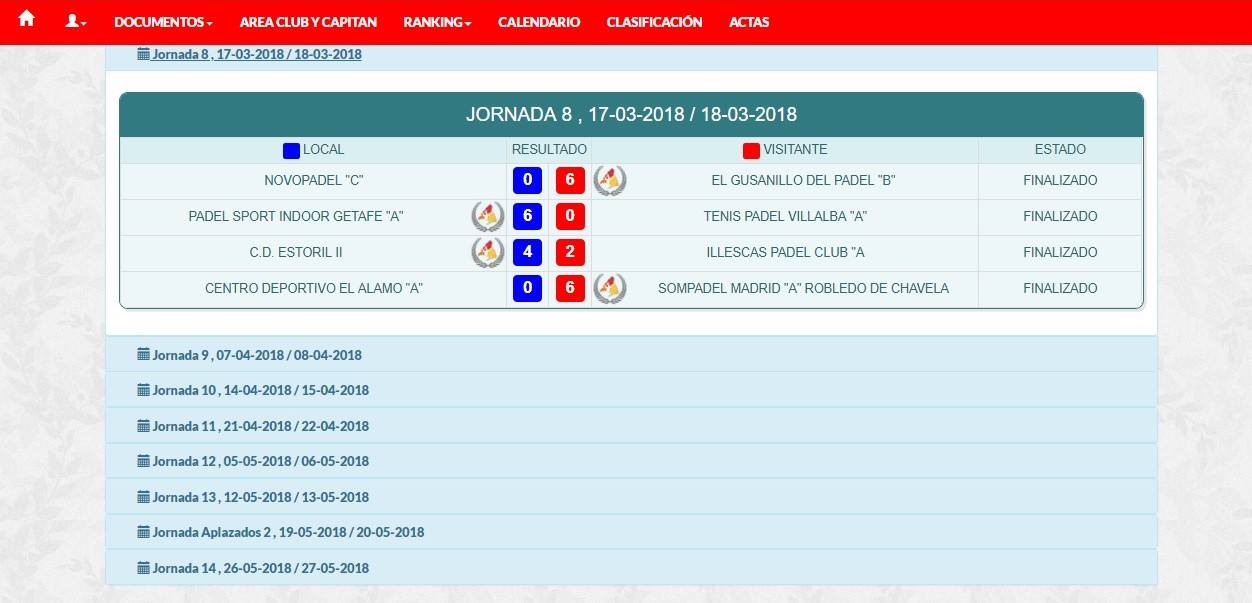 DOCUMENTOS AREA CLUB Y CAPITAN RANKING CALENDARIO CLASIFICACIÓN ACTAS
Jornada 8 , 17-03-2018 / 18-03-2018
JORNADA 8 , 17-03-2018 / 18-03-2018
LOCAL RESULTADO VISITANTE ESTADO
NOVOPADEL "C" 0 6 EL GUSANILLO DEL PADEL "B" FINALIZADO
PADEL SPORT INDOOR GETAFE "A" 6 0 TENIS PADEL VILLALBA "A" FINALIZADO
C.D. ESTORIL II 4 2 ILLESCAS PADEL CLUB "A FINALIZADO
CENTRO DEPORTIVO EL ALAMO "A" 0 6 SOMPADEL MADRID "A" ROBLEDO DE CHAVELA FINALIZADO
Jornada 9 , 07-04-2018 / 08-04-2018
Jornada 10 , 14-04-2018 / 15-04-2018
Jornada 11 , 21-04-2018 / 22-04-2018
Jornada 12 , 05-05-2018 / 06-05-2018
Jornada 13 , 12-05-2018 / 13-05-2018
Jornada Aplazados 2 , 19-05-2018 / 20-05-2018
Jornada 14 , 26-05-2018 / 27-05-2018